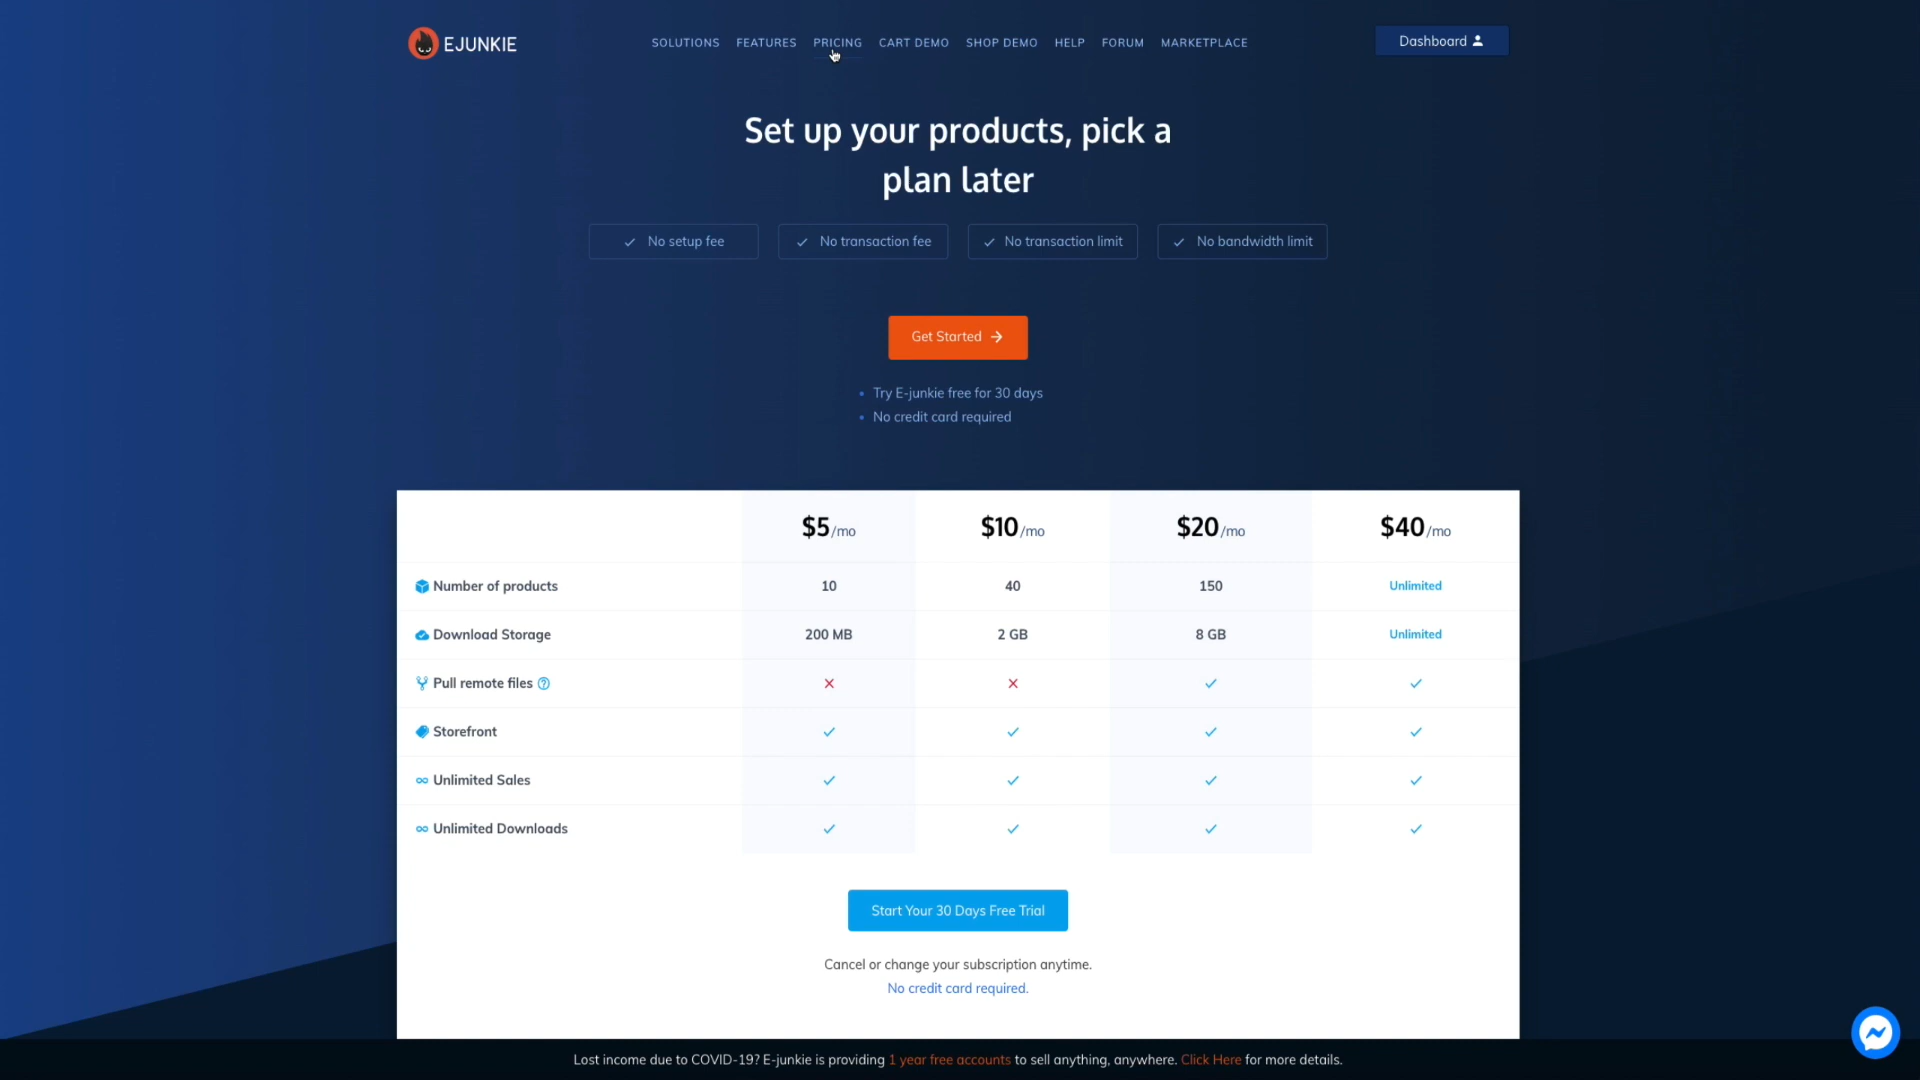 EJUNKIE
SOLUTIONS FEATURES PRICING CART DEMO SHOP DEMO HELP FORUM MARKETPLACE
Dashboard
Set up your products, pick a
plan later
No setup fee No transaction fee No transaction limit No bandwidth limit
Get Started
Try E-junkie free for 30 days
No credit card required
$5/mo $10/mo $20/mo $40/mo
Number of products 10 40 150 Unlimited
Download Storage 200 MB 2 GB 8 GB Unlimited
Pull remote files
Storefront
Unlimited Sales
Unlimited Downloads
Start Your 30 Days Free Trial
Cancel or change your subscription anytime.
No credit card required.
Lost income due to COVID-19? E-junkie is providing 1 year free accounts to sell anything, anywhere. Click Here for more details.